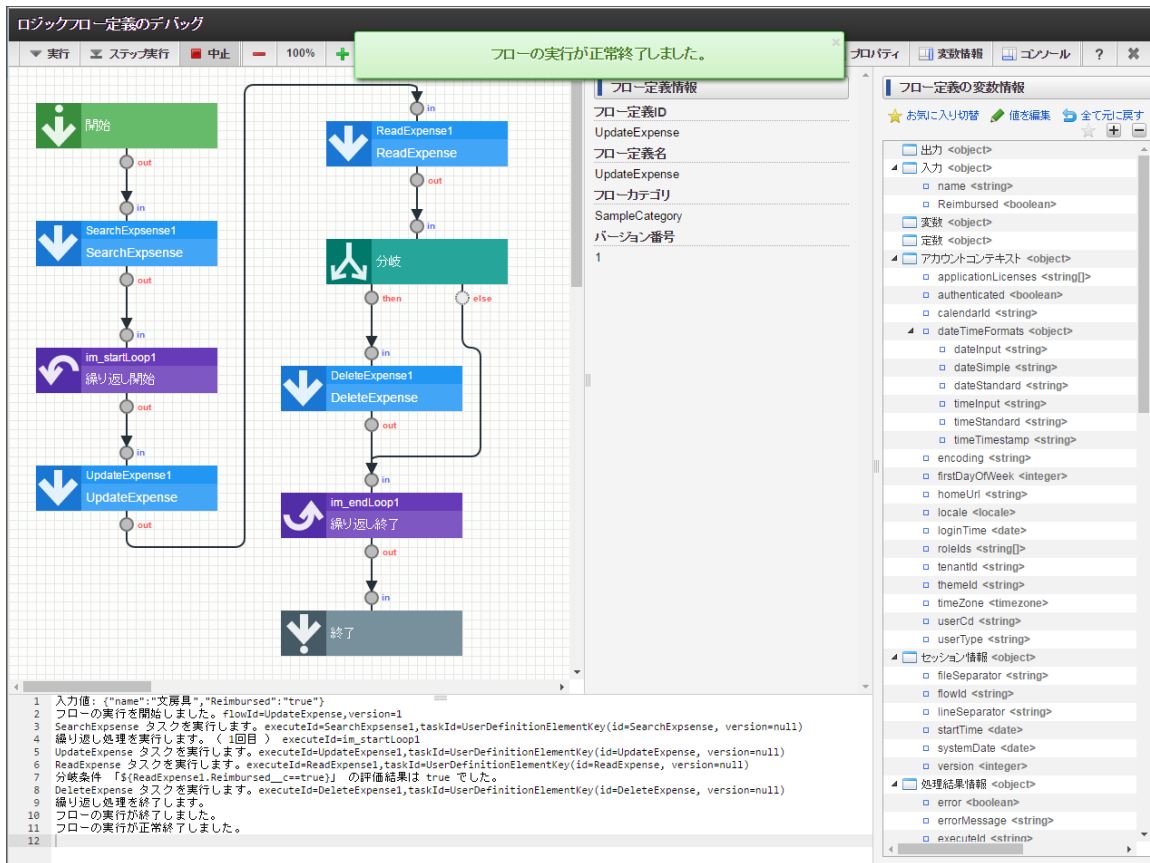 ロジックフロー定義のデバッグ
実行 ステップ実行 中止 100% プロパティ 変数情報 コンソール ?
フローの実行が正常終了しました。
開始
out
in
SearchExpsense1
SearchExpsense
out
in
im_startLoop1
繰り返し開始
out
in
UpdateExpense1
UpdateExpense
out
in
ReadExpense1
ReadExpense
out
in
分岐
then
else
in
DeleteExpense1
DeleteExpense
out
in
im_endLoop1
繰り返し終了
out
in
終了
フロー定義情報
フロー定義ID
UpdateExpense
フロー定義名
UpdateExpense
フローカテゴリ
SampleCategory
バージョン番号
1
フロー定義の変数情報
お気に入り切替 値を編集 全て元に戻す
出力 <object>
入力 <object>
name <string>
Reimbursed <boolean>
変数 <object>
定数 <object>
アカウントコンテキスト <object>
applicationLicenses <string[]>
authenticated <boolean>
calendarId <string>
dateTimeFormats <object>
dateInput <string>
dateSimple <string>
dateStandard <string>
timeInput <string>
timeStandard <string>
timeTimestamp <string>
encoding <string>
firstDayOfWeek <integer>
homeUrl <string>
locale <locale>
loginTime <date>
roleIds <string[]>
tenantId <string>
themeId <string>
timeZone <timezone>
userCd <string>
userType <string>
セッション情報 <object>
fileSeparator <string>
flowId <string>
lineSeparator <string>
startTime <date>
systemDate <date>
version <integer>
処理結果情報 <object>
error <boolean>
errorMessage <string>
executeId <string>
1 入力値: {"name":"文房具","Reimbursed":"true"}
2 フローの実行を開始しました。flowId=UpdateExpense,version=1
3 SearchExpsense タスクを実行します。executeId=SearchExpsense1,taskId=UserDefinitionElementKey(id=SearchExpsense, version=null)
4 繰り返し処理を実行します。 ( 1回目 ) executeId=im_startLoop1
5 UpdateExpense タスクを実行します。executeId=UpdateExpense1,taskId=UserDefinitionElementKey(id=UpdateExpense, version=null)
6 ReadExpense タスクを実行します。executeId=ReadExpense1,taskId=UserDefinitionElementKey(id=ReadExpense, version=null)
7 分岐条件 「${ReadExpense1.Reimbursed__c==true}」 の評価結果は true でした。
8 DeleteExpense タスクを実行します。executeId=DeleteExpense1,taskId=UserDefinitionElementKey(id=DeleteExpense, version=null)
9 繰り返し処理を終了します。
10 フローの実行が終了しました。
11 フローの実行が正常終了しました。
12